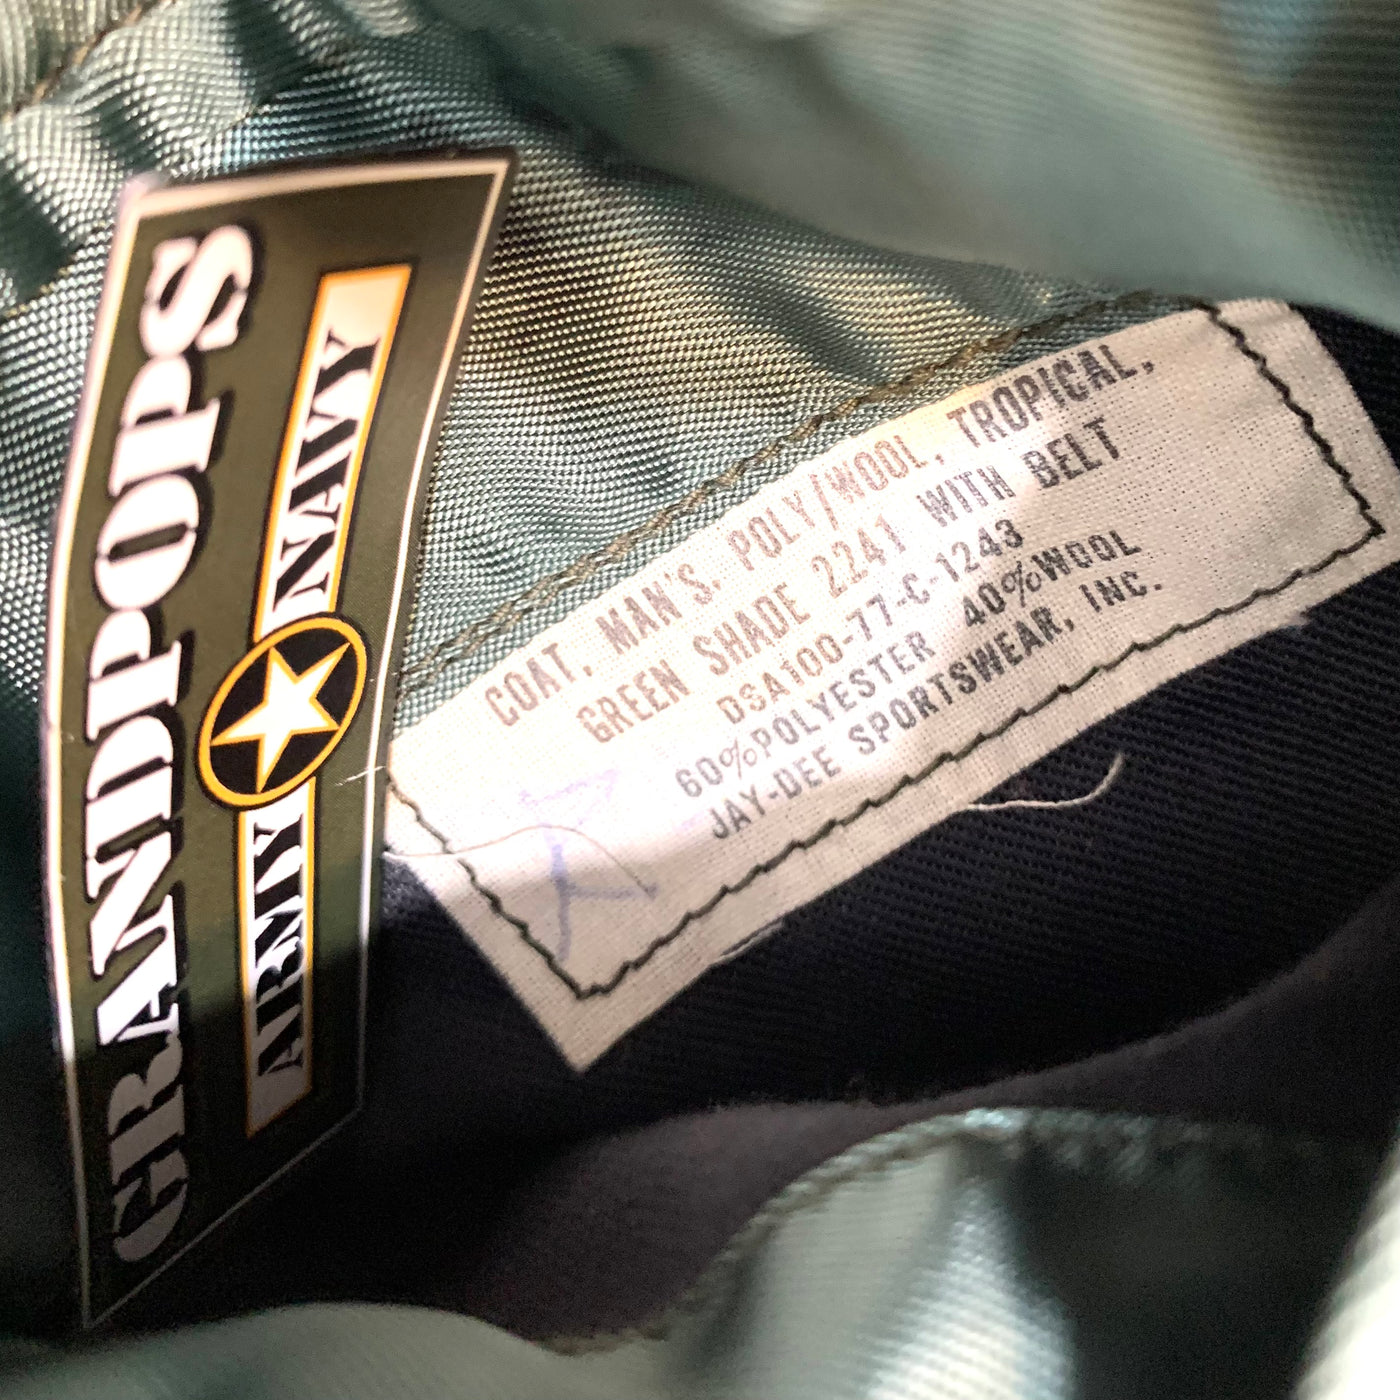 GRANDPOPS
ARMY NAVY
COAT, MAN'S, POLY/WOOL, TROPICAL,
GREEN SHADE 2241 WITH BELT
DSA100-77-C-1243
60%POLYESTER 40%WOOL
JAY-DEE SPORTSWEAR, INC.